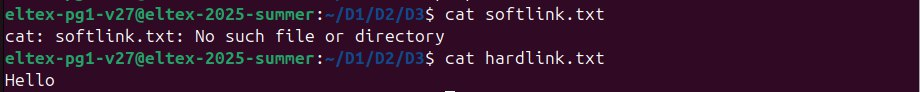 eltex-pg1-v27@eltex-2025-summer:~/D1/D2/D3$ cat softlink.txt
cat: softlink.txt: No such file or directory
eltex-pg1-v27@eltex-2025-summer:~/D1/D2/D3$ cat hardlink.txt
Hello